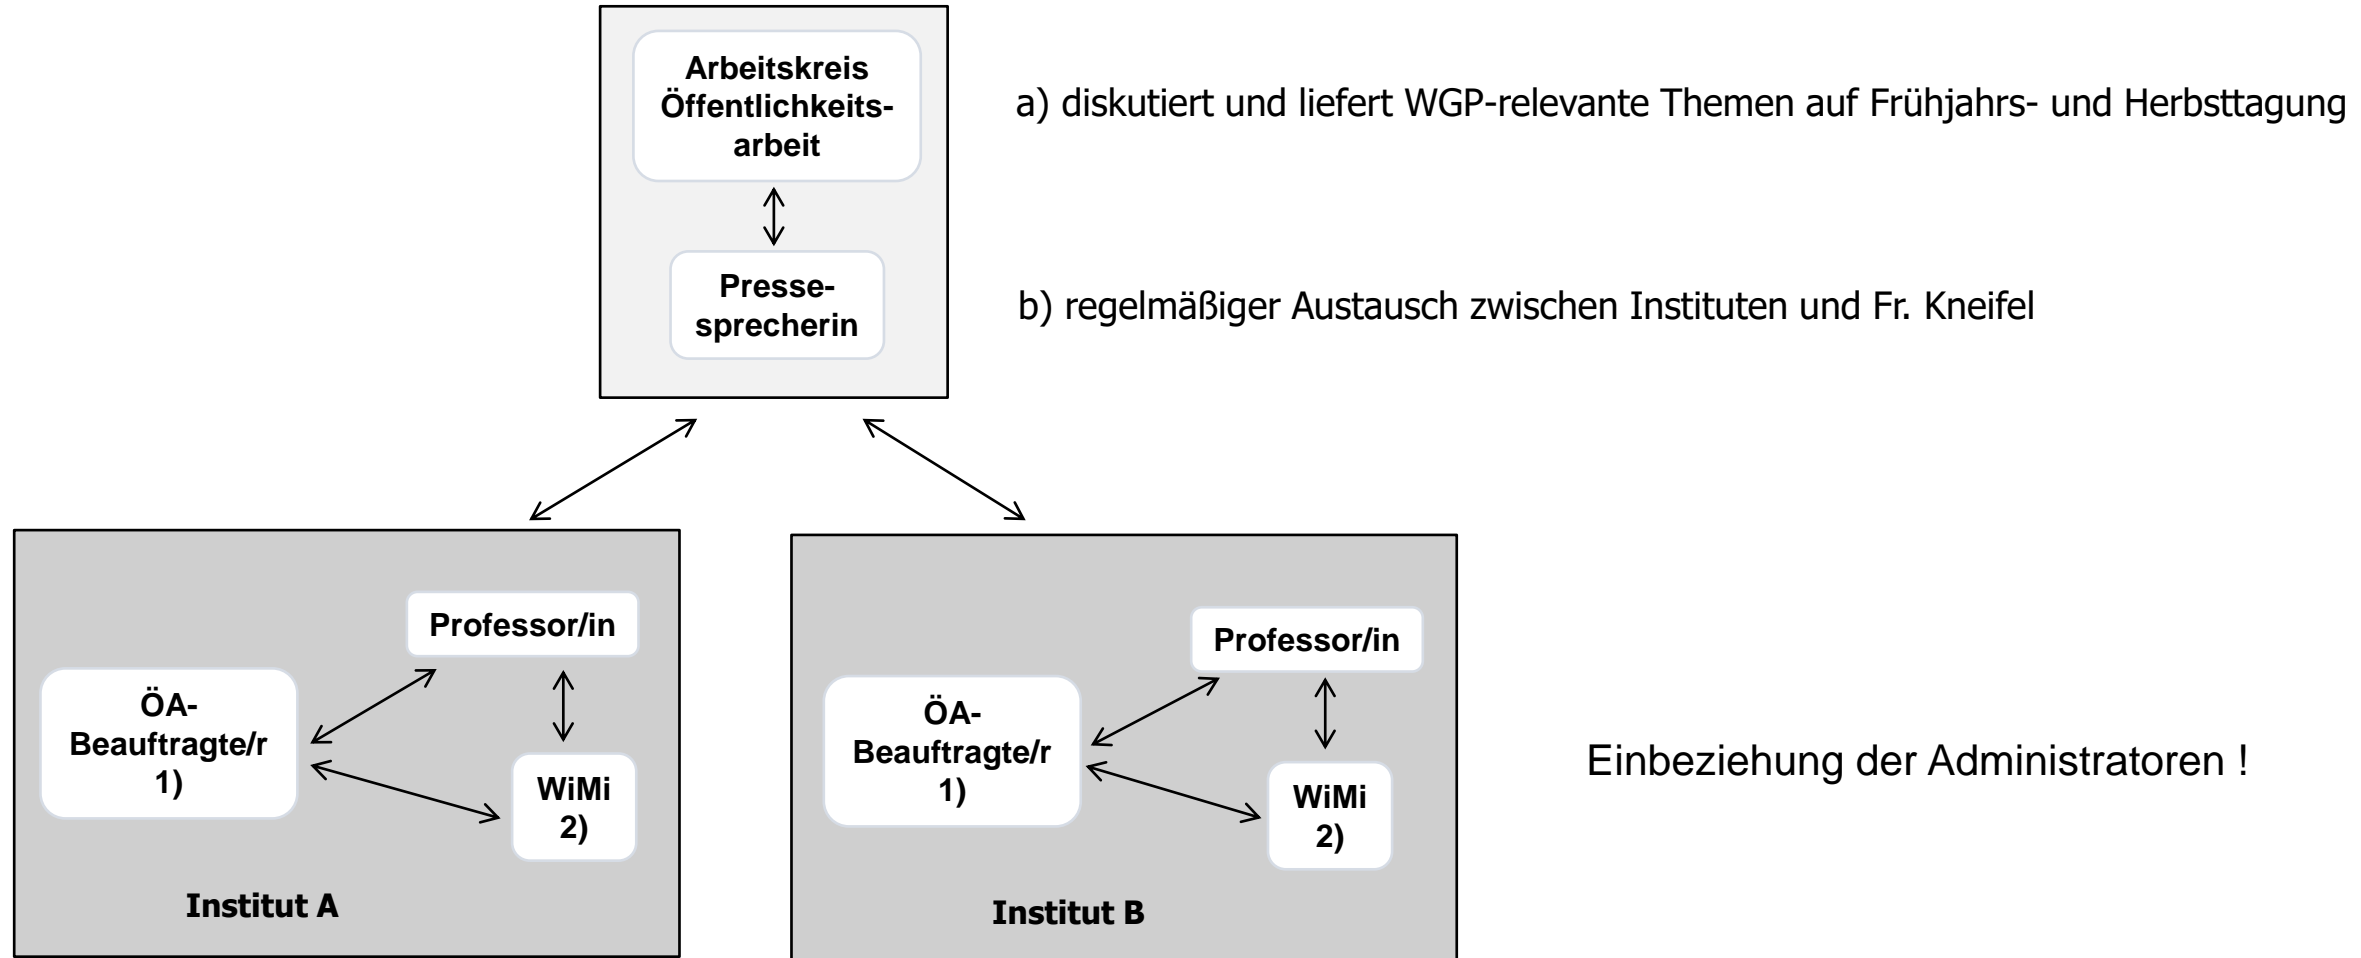 Arbeitskreis
Öffentlichkeits-
arbeit
a) diskutiert und liefert WGP-relevante Themen auf Frühjahrs- und Herbsttagung
Presse-
sprecherin
b) regelmäßiger Austausch zwischen Instituten und Fr. Kneifel
Professor/in
ÖA-
Beauftragte/r
1)
WiMi
2)
Institut A
Professor/in
ÖA-
Beauftragte/r
1)
WiMi
2)
Institut B
Einbeziehung der Administratoren !